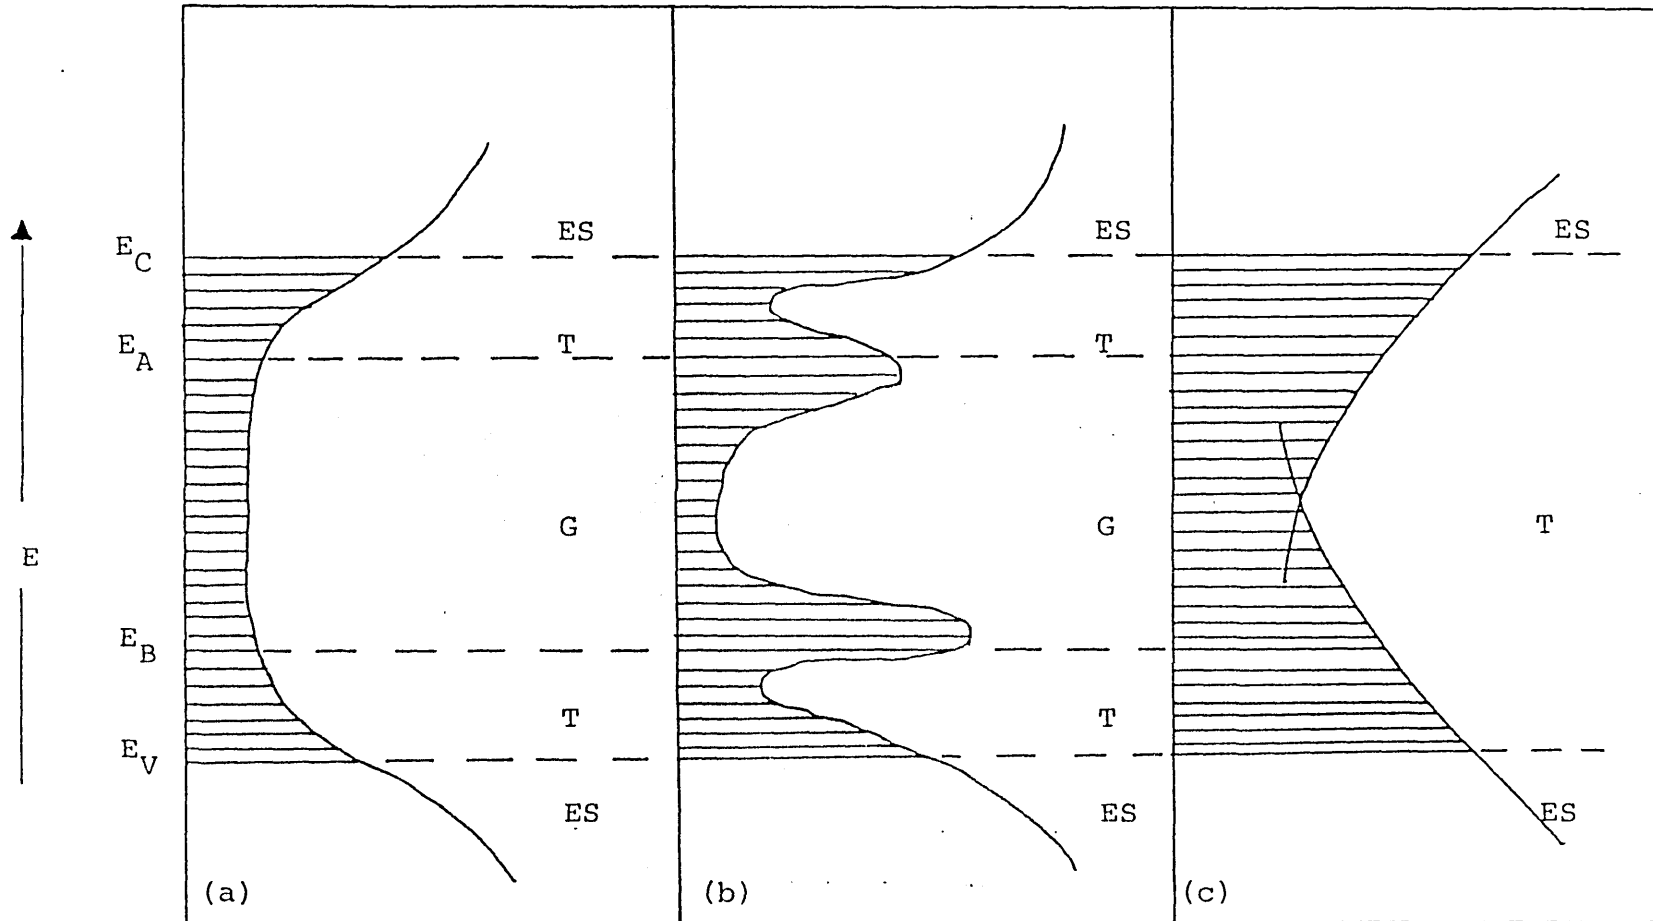 ES ES ES
E_C
E_A T T
G G T
E
E_B
T T
E_V
ES ES ES
(a) (b) (c)